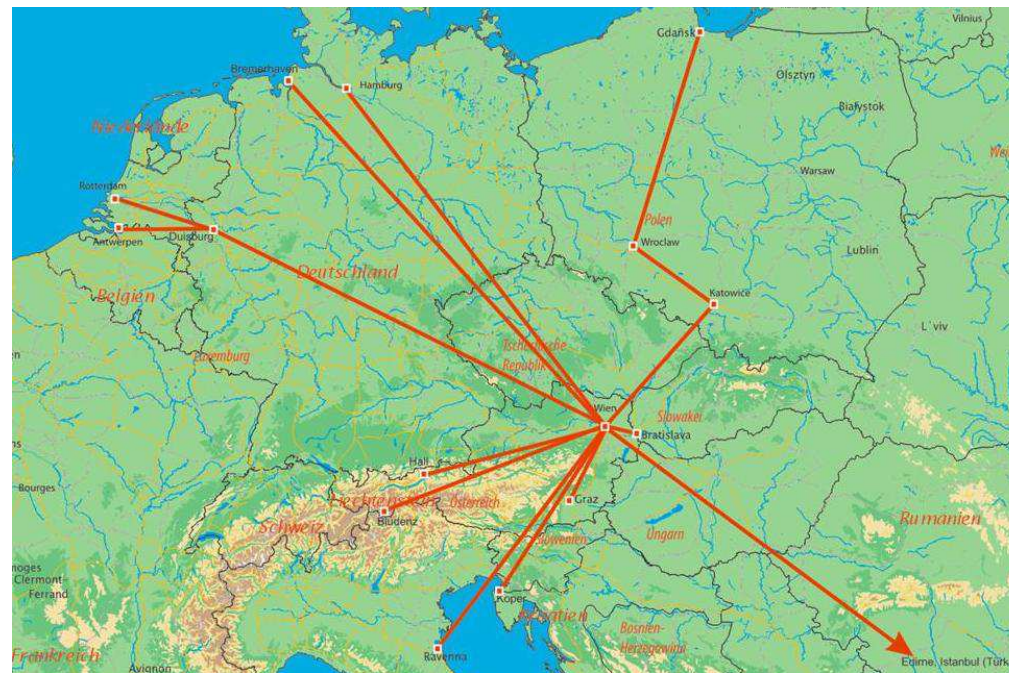 Vilnius
Gdańsk
Bremerhaven
Hamburg
Olsztyn
Białystok
Niederlande
Warsaw
Rotterdam
Polen
Antwerpen
Duisburg
Wroclaw
Lublin
Deutschland
Belgien
Katowice
L`viv
Luxemburg
Tschechische
Republik
Wien
Slowakei
Bratislava
Hall
Bourges
Liechtenstein
Österreich
Graz
Bludenz
Schweiz
Rumanien
Ungarn
Slowenien
moges
Clermont-
Ferrand
Koper
Kroatien
Bosnien-
Herzegowina
Frankreich
Ravenna
Avignon
Edirne, Istanbul (Türk